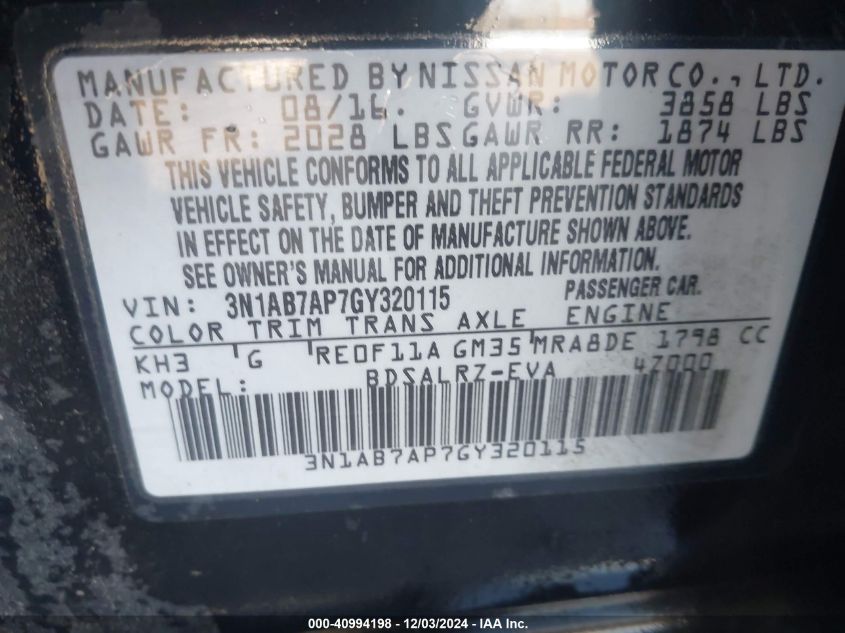 MANUFACTURED BY NISSAN MOTOR CO., LTD.
DATE: 08/16. GVWR: 3858 LBS
GAWR FR: 2028 LBS GAWR RR: 1874 LBS
THIS VEHICLE CONFORMS TO ALL APPLICABLE FEDERAL MOTOR
VEHICLE SAFETY, BUMPER AND THEFT PREVENTION STANDARDS
IN EFFECT ON THE DATE OF MANUFACTURE SHOWN ABOVE.
SEE OWNER'S MANUAL FOR ADDITIONAL INFORMATION.
VIN: 3N1AB7AP7GY320115 PASSENGER CAR.
COLOR TRIM TRANS AXLE ENGINE
KH3 G RE0F11A GM35 MRA8DE 1798 CC
MODEL: BDSALRZ-EVA 47000
3N1AB7AP7GY320115
000-40994198 - 12/03/2024 - IAA, Inc.